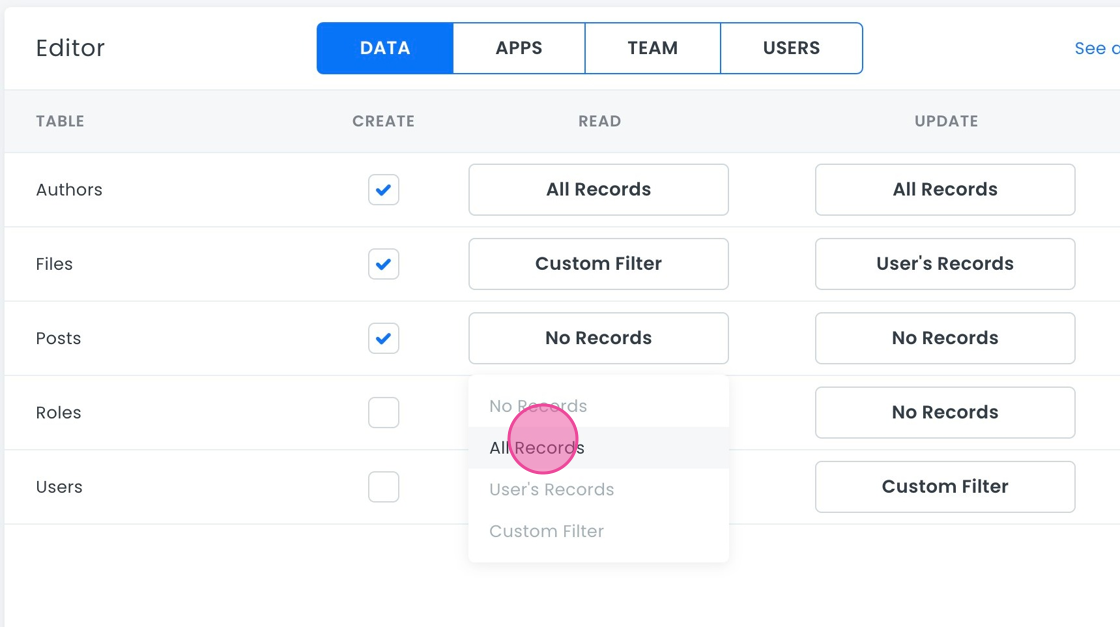 Editor DATA APPS TEAM USERS See
TABLE CREATE READ UPDATE
Authors All Records All Records
Files Custom Filter User's Records
Posts No Records No Records
No Records
Roles No Records
All Records
Users Custom Filter
User's Records
Custom Filter